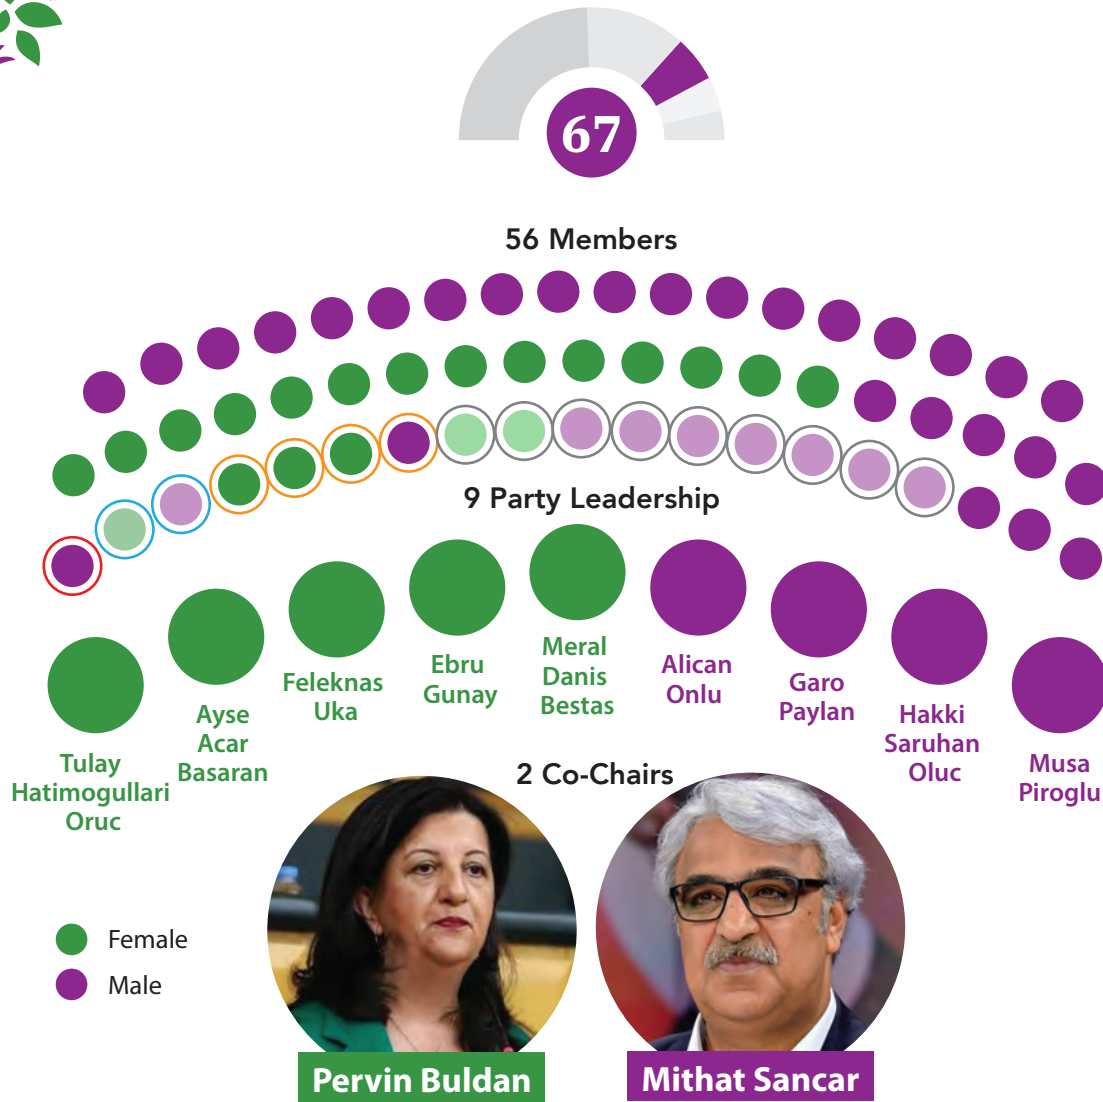 67
56 Members
9 Party Leadership
Tulay
Hatimogullari
Oruc
Ayse
Acar
Basaran
Feleknas
Uka
Ebru
Gunay
Meral
Danis
Bestas
Alican
Onlu
Garo
Paylan
Hakki
Saruhan
Oluc
Musa
Piroglu
2 Co-Chairs
Female
Male
Pervin Buldan
Mithat Sancar